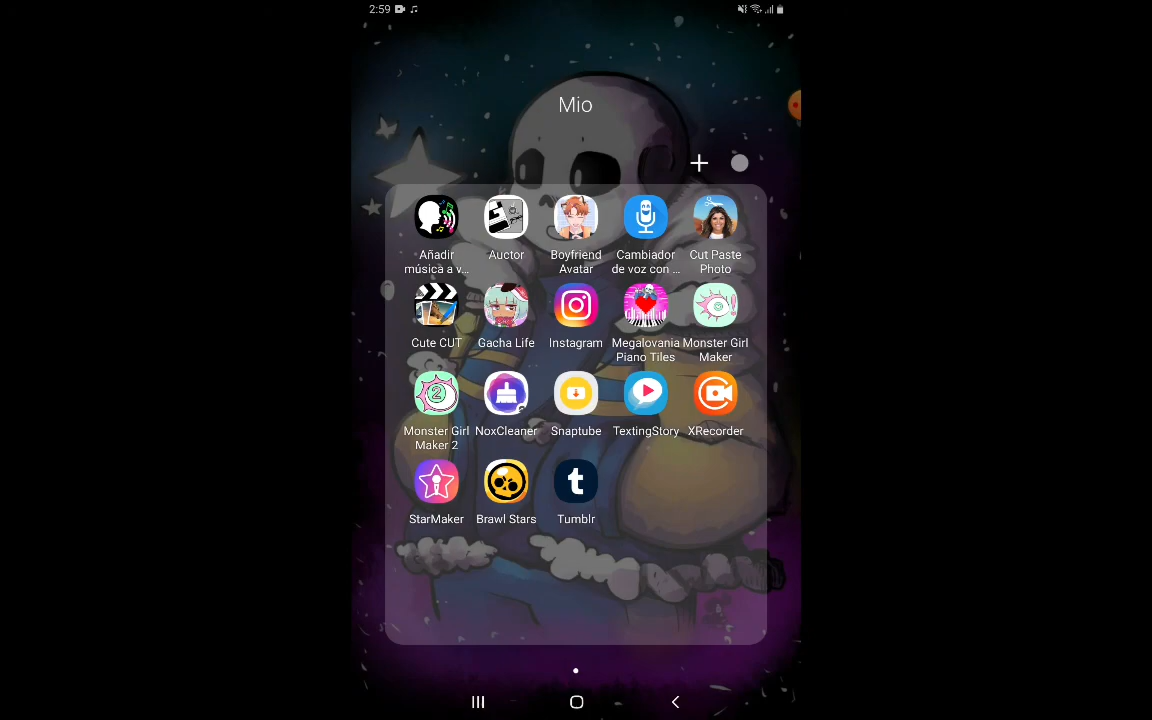 2:59
Mio
Añadir
música a v...
Auctor
Boyfriend
Avatar
Cambiador
de voz con ...
Cut Paste
Photo
Cute CUT
Gacha Life
Instagram
Megalovania
Piano Tiles
Monster Girl
Maker
Monster Girl
Maker 2
NoxCleaner
Snaptube
TextingStory
XRecorder
StarMaker
Brawl Stars
Tumblr